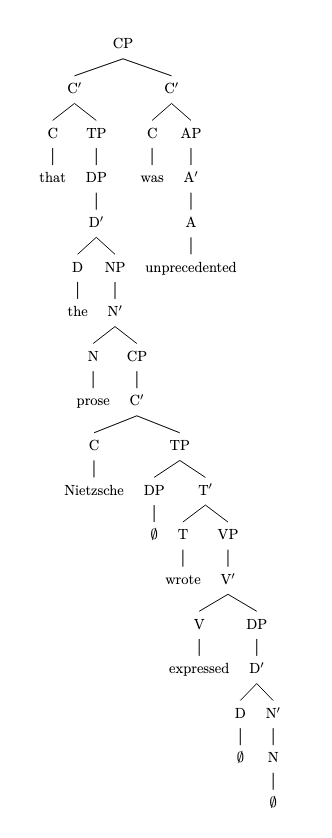 CP
C′ C′
C TP C AP
that DP was A′
D′ A
D NP unprecedented
the N′
N CP
prose C′
C TP
Nietzsche DP T′
∅ T VP
wrote V′
V DP
expressed D′
D N′
∅ N
∅